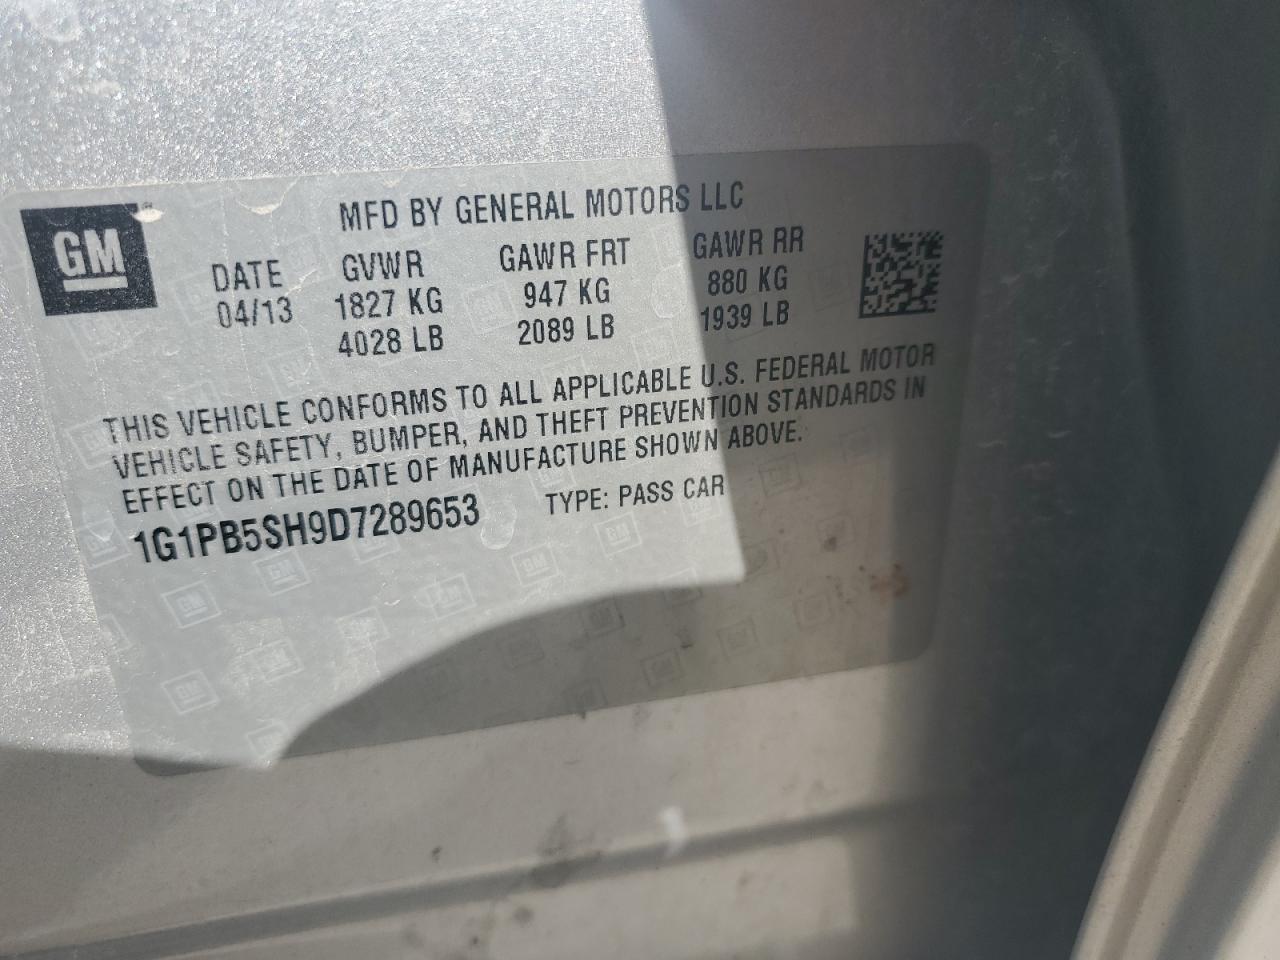 GM
MFD BY GENERAL MOTORS LLC
DATE GVWR GAWR FRT GAWR RR
04/13 1827 KG 947 KG 880 KG
4028 LB 2089 LB 1939 LB
THIS VEHICLE CONFORMS TO ALL APPLICABLE U.S. FEDERAL MOTOR
VEHICLE SAFETY, BUMPER, AND THEFT PREVENTION STANDARDS IN
EFFECT ON THE DATE OF MANUFACTURE SHOWN ABOVE.
1G1PB5SH9D7289653 TYPE: PASS CAR